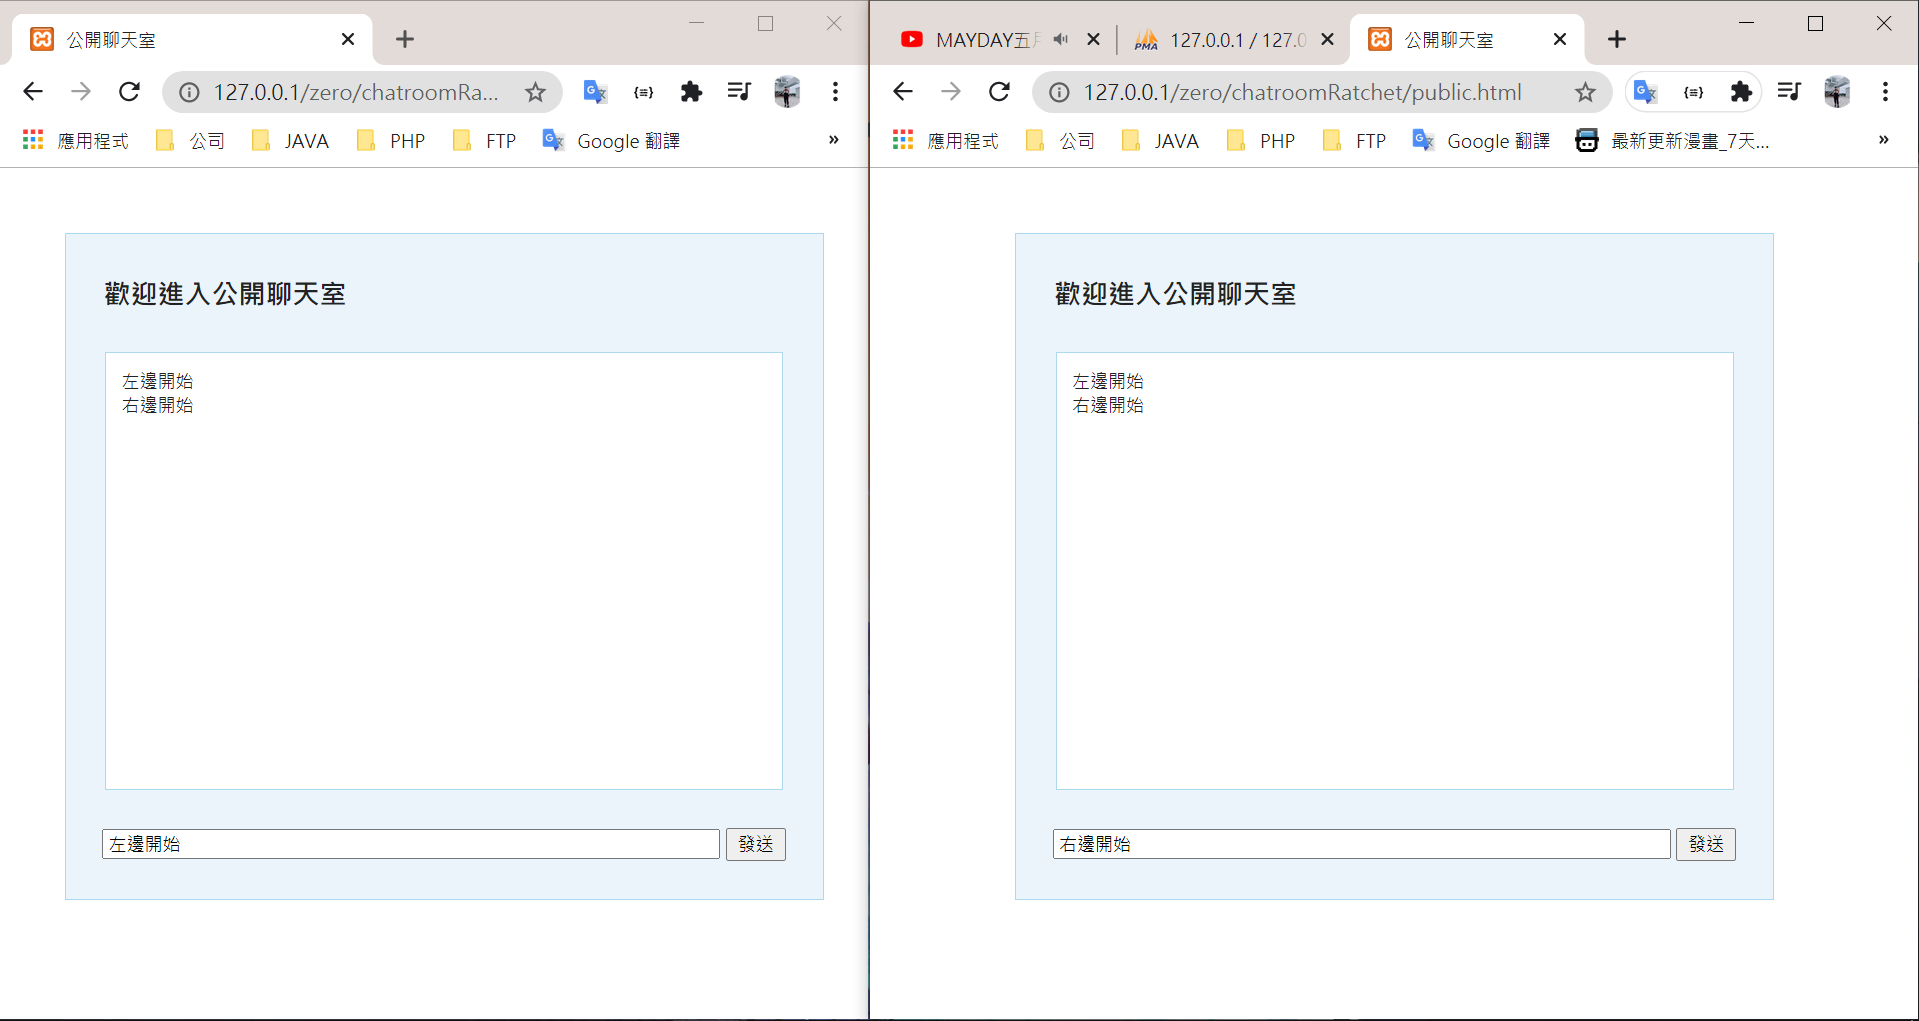 公開聊天室
127.0.0.1/zero/chatroomRa...
應用程式 公司 JAVA PHP FTP Google 翻譯 »
歡迎進入公開聊天室
左邊開始
右邊開始
左邊開始 發送
MAYDAY五 127.0.0.1 / 127.0 公開聊天室
PMA
127.0.0.1/zero/chatroomRatchet/public.html
應用程式 公司 JAVA PHP FTP Google 翻譯 最新更新漫畫_7天... »
歡迎進入公開聊天室
左邊開始
右邊開始
右邊開始 發送